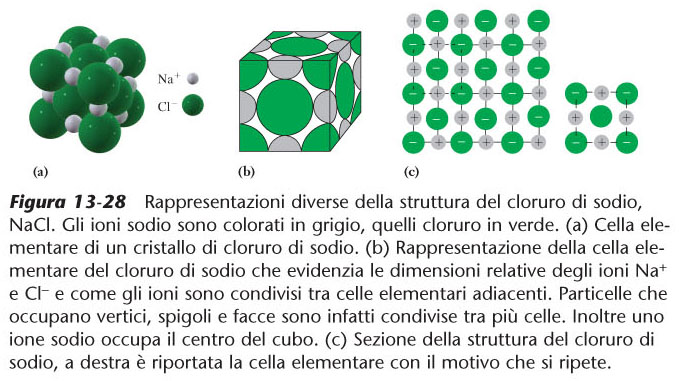 Na+
Cl−
(a)
(b)
(c)
Figura 13-28 Rappresentazioni diverse della struttura del cloruro di sodio,
NaCl. Gli ioni sodio sono colorati in grigio, quelli cloruro in verde. (a) Cella ele-
mentare di un cristallo di cloruro di sodio. (b) Rappresentazione della cella ele-
mentare del cloruro di sodio che evidenzia le dimensioni relative degli ioni Na+
e Cl− e come gli ioni sono condivisi tra celle elementari adiacenti. Particelle che
occupano vertici, spigoli e facce sono infatti condivise tra più celle. Inoltre uno
ione sodio occupa il centro del cubo. (c) Sezione della struttura del cloruro di
sodio, a destra è riportata la cella elementare con il motivo che si ripete.